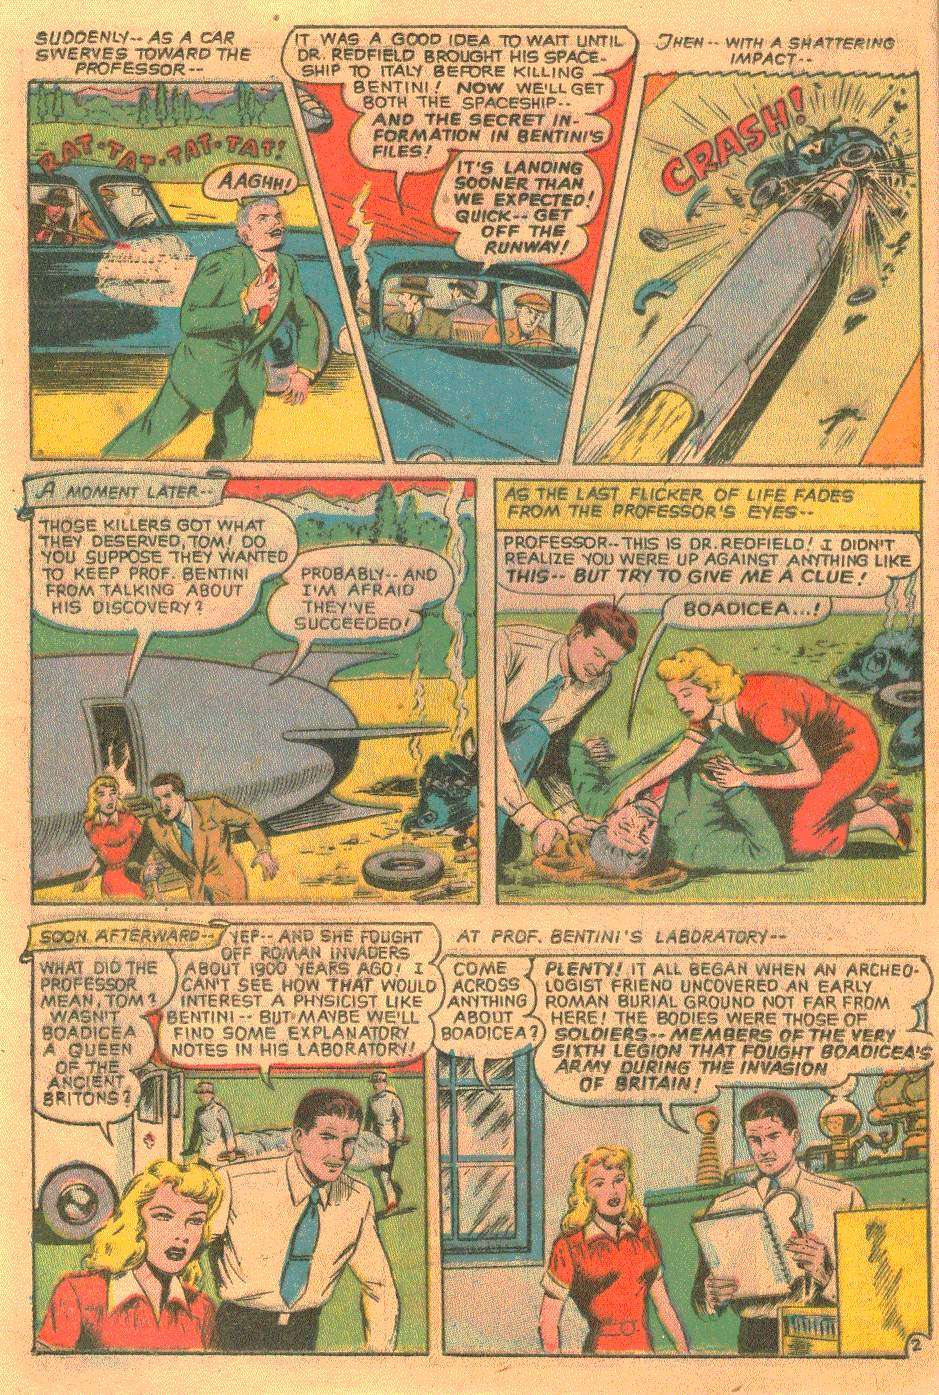 SUDDENLY-- AS A CAR
SWERVES TOWARD THE
PROFESSOR--
RAT-TAT-TAT-TAT!
AAGHH!
IT WAS A GOOD IDEA TO WAIT UNTIL
DR. REDFIELD BROUGHT HIS SPACE-
SHIP TO ITALY BEFORE KILLING
BENTINI! NOW WE'LL GET
BOTH THE SPACESHIP--
AND THE SECRET IN-
FORMATION IN BENTINI'S
FILES!
IT'S LANDING
SOONER THAN
WE EXPECTED!
QUICK-- GET
OFF THE
RUNWAY!
THEN-- WITH A SHATTERING
IMPACT--
CRASH!
A MOMENT LATER--
THOSE KILLERS GOT WHAT
THEY DESERVED, TOM! DO
YOU SUPPOSE THEY WANTED
TO KEEP PROF. BENTINI
FROM TALKING ABOUT
HIS DISCOVERY?
PROBABLY-- AND
I'M AFRAID
THEY'VE
SUCCEEDED!
AS THE LAST FLICKER OF LIFE FADES
FROM THE PROFESSOR'S EYES--
PROFESSOR-- THIS IS DR. REDFIELD! I DIDN'T
REALIZE YOU WERE UP AGAINST ANYTHING LIKE
THIS-- BUT TRY TO GIVE ME A CLUE!
BOADICEA...!
SOON AFTERWARD--
WHAT DID THE
PROFESSOR
MEAN, TOM?
WASN'T
BOADICEA
A QUEEN
OF THE
ANCIENT
BRITONS?
YEP-- AND SHE FOUGHT
OFF ROMAN INVADERS
ABOUT 1900 YEARS AGO! I
CAN'T SEE HOW THAT WOULD
INTEREST A PHYSICIST LIKE
BENTINI-- BUT MAYBE WE'LL
FIND SOME EXPLANATORY
NOTES IN HIS LABORATORY!
AT PROF. BENTINI'S LABORATORY--
COME
ACROSS
ANYTHING
ABOUT
BOADICEA?
PLENTY! IT ALL BEGAN WHEN AN ARCHEO-
LOGIST FRIEND UNCOVERED AN EARLY
ROMAN BURIAL GROUND NOT FAR FROM
HERE! THE BODIES WERE THOSE OF
SOLDIERS-- MEMBERS OF THE VERY
SIXTH LEGION THAT FOUGHT BOADICEA'S
ARMY DURING THE INVASION
OF BRITAIN!
2